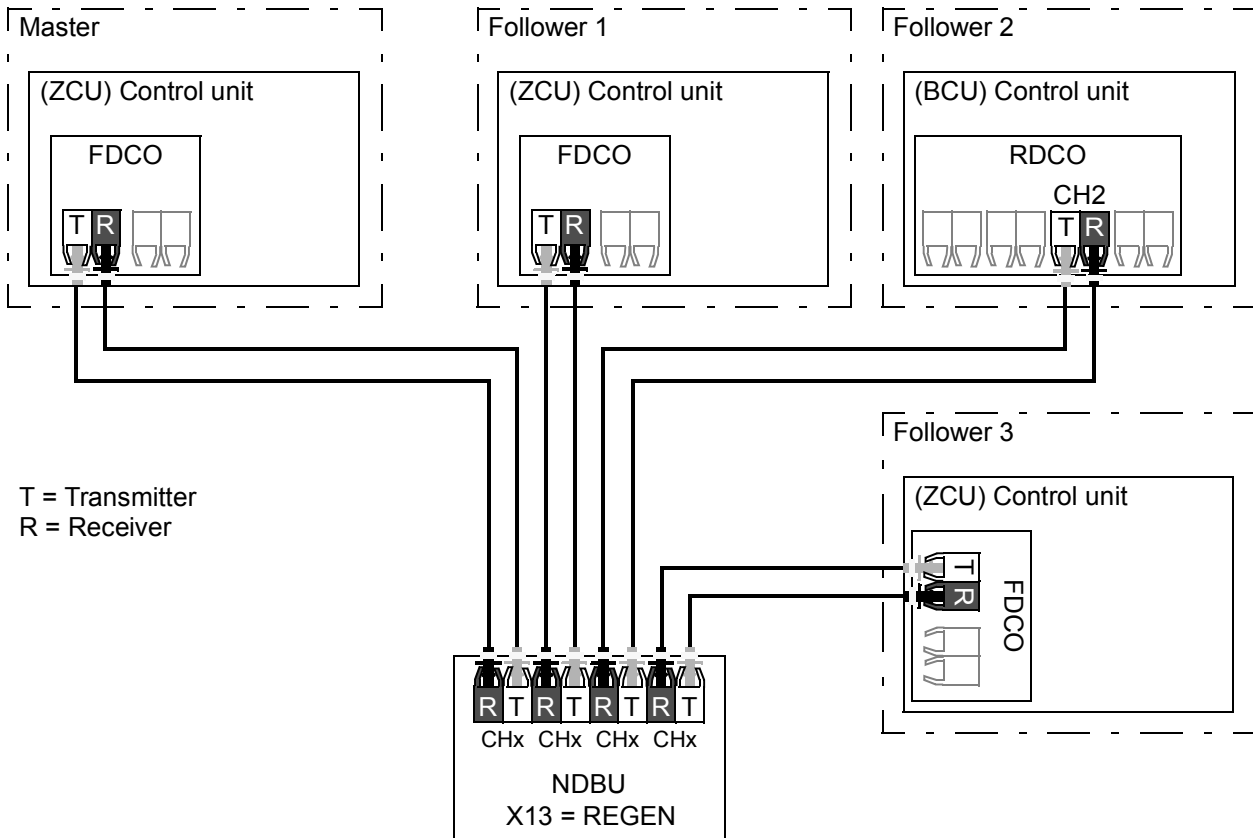 Master
(ZCU) Control unit
FDCO
T R
Follower 1
(ZCU) Control unit
FDCO
T R
Follower 2
(BCU) Control unit
RDCO
CH2
T R
T = Transmitter
R = Receiver
Follower 3
(ZCU) Control unit
T
R
FDCO
R T R T R T R T
CHx CHx CHx CHx
NDBU
X13 = REGEN